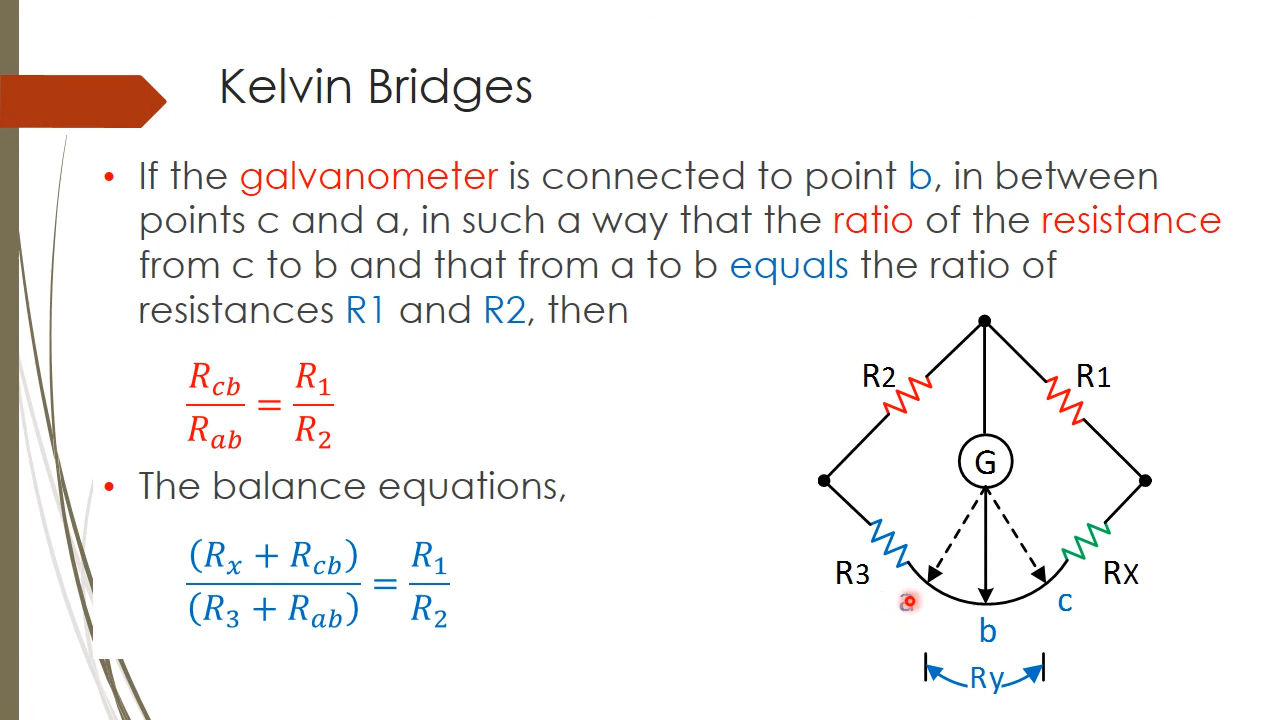 Kelvin Bridges
• If the galvanometer is connected to point b, in between
points c and a, in such a way that the ratio of the resistance
from c to b and that from a to b equals the ratio of
resistances R1 and R2, then
R_cb / R_ab = R_1 / R_2
• The balance equations,
(R_x + R_cb) / (R_3 + R_ab) = R_1 / R_2
R2 R1
G
R3 Rx
a c
b
Ry